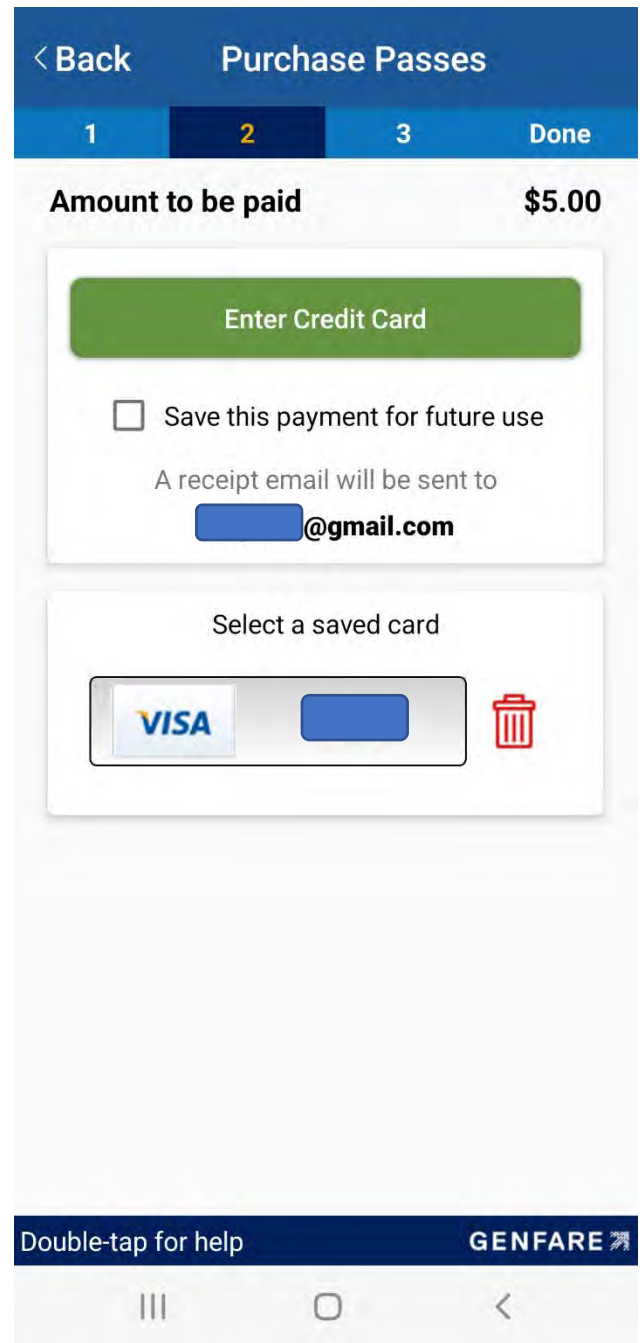 < Back Purchase Passes
1 2 3 Done
Amount to be paid $5.00
Enter Credit Card
Save this payment for future use
A receipt email will be sent to
@gmail.com
Select a saved card
VISA
Double-tap for help GENFARE